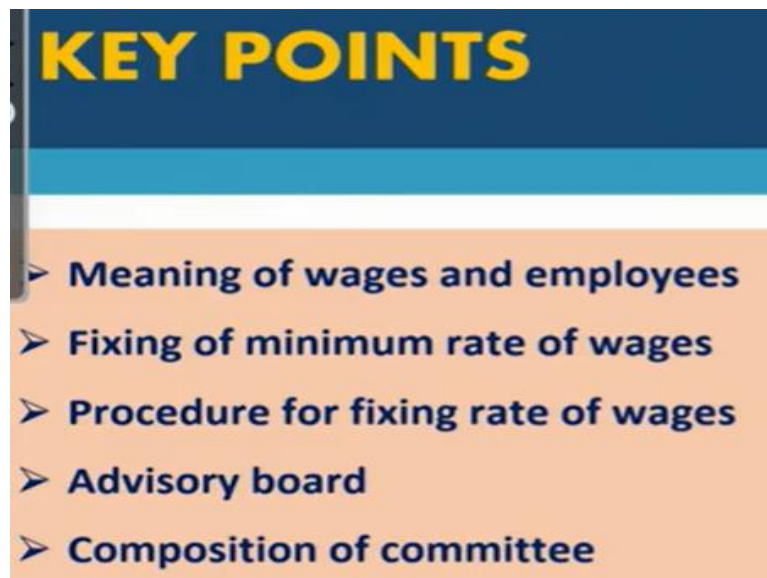 KEY POINTS
➢ Meaning of wages and employees
➢ Fixing of minimum rate of wages
➢ Procedure for fixing rate of wages
➢ Advisory board
➢ Composition of committee